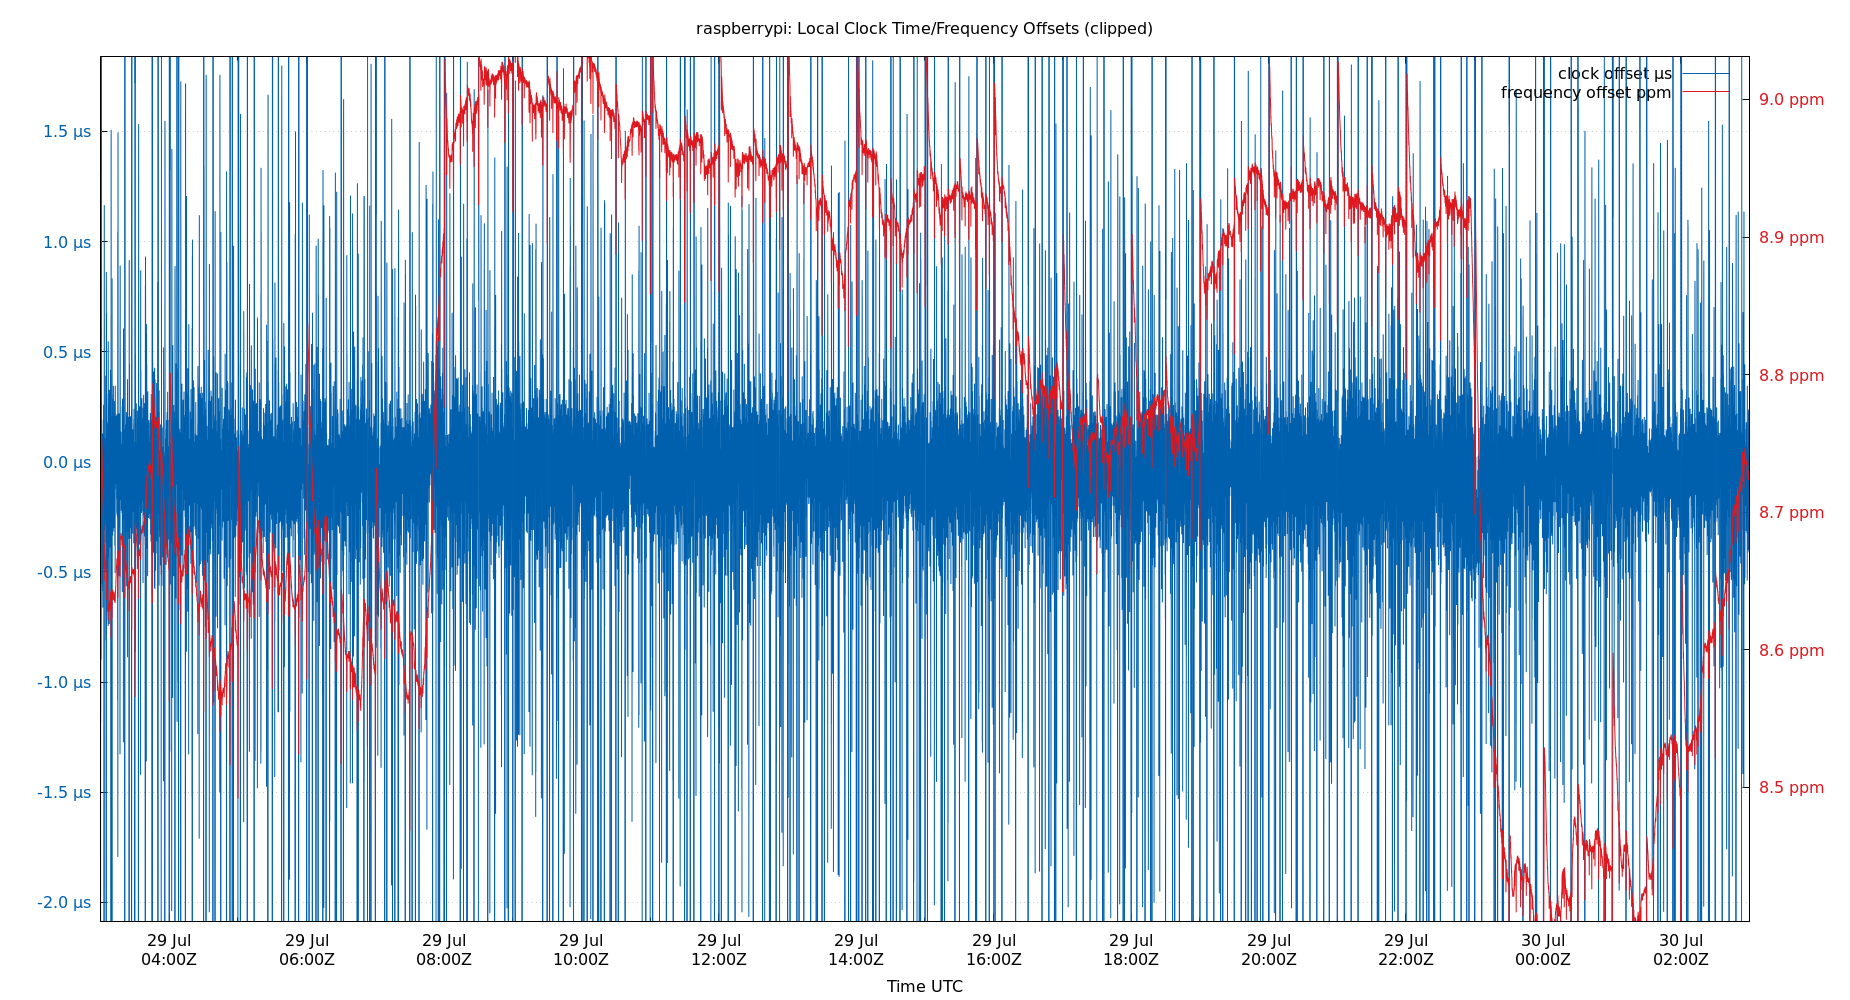 raspberrypi: Local Clock Time/Frequency Offsets (clipped)
clock offset µs
frequency offset ppm
1.5 µs
1.0 µs
0.5 µs
0.0 µs
-0.5 µs
-1.0 µs
-1.5 µs
-2.0 µs
9.0 ppm
8.9 ppm
8.8 ppm
8.7 ppm
8.6 ppm
8.5 ppm
29 Jul 29 Jul 29 Jul 29 Jul 29 Jul 29 Jul 29 Jul 29 Jul 29 Jul 29 Jul 30 Jul 30 Jul
04:00Z 06:00Z 08:00Z 10:00Z 12:00Z 14:00Z 16:00Z 18:00Z 20:00Z 22:00Z 00:00Z 02:00Z
Time UTC